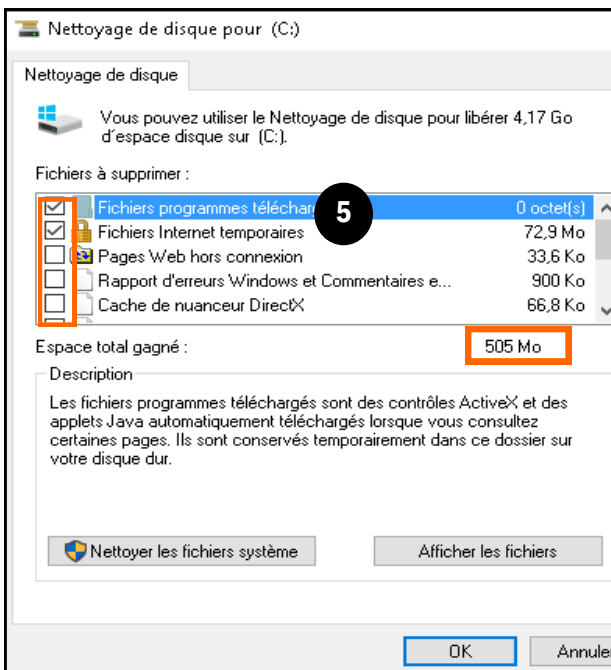 Nettoyage de disque pour (C:)
Nettoyage de disque
Vous pouvez utiliser le Nettoyage de disque pour libérer 4,17 Go
d'espace disque sur (C:).
Fichiers à supprimer :
Fichiers programmes téléchar 5 0 octet(s)
Fichiers Internet temporaires 72,9 Mo
Pages Web hors connexion 33,6 Ko
Rapport d'erreurs Windows et Commentaires e... 900 Ko
Cache de nuanceur DirectX 66,8 Ko
Espace total gagné : 505 Mo
Description
Les fichiers programmes téléchargés sont des contrôles ActiveX et des
applets Java automatiquement téléchargés lorsque vous consultez
certaines pages. Ils sont conservés temporairement dans ce dossier sur
votre disque dur.
Nettoyer les fichiers système Afficher les fichiers
OK Annule